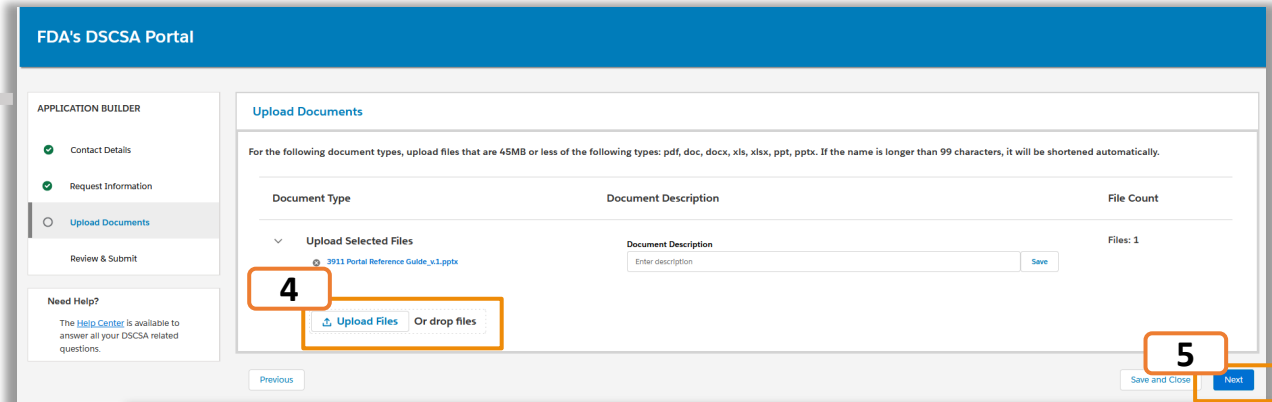 FDA's DSCSA Portal
APPLICATION BUILDER
Contact Details
Request Information
Upload Documents
Review & Submit
Need Help?
The Help Center is available to
answer all your DSCSA related
questions.
Upload Documents
For the following document types, upload files that are 45MB or less of the following types: pdf, doc, docx, xls, xlsx, ppt, pptx. If the name is longer than 99 characters, it will be shortened automatically.
Document Type Document Description File Count
Upload Selected Files Document Description Files: 1
3911 Portal Reference Guide_v.1.pptx Enter description Save
4
Upload Files Or drop files
5
Previous Save and Close Next